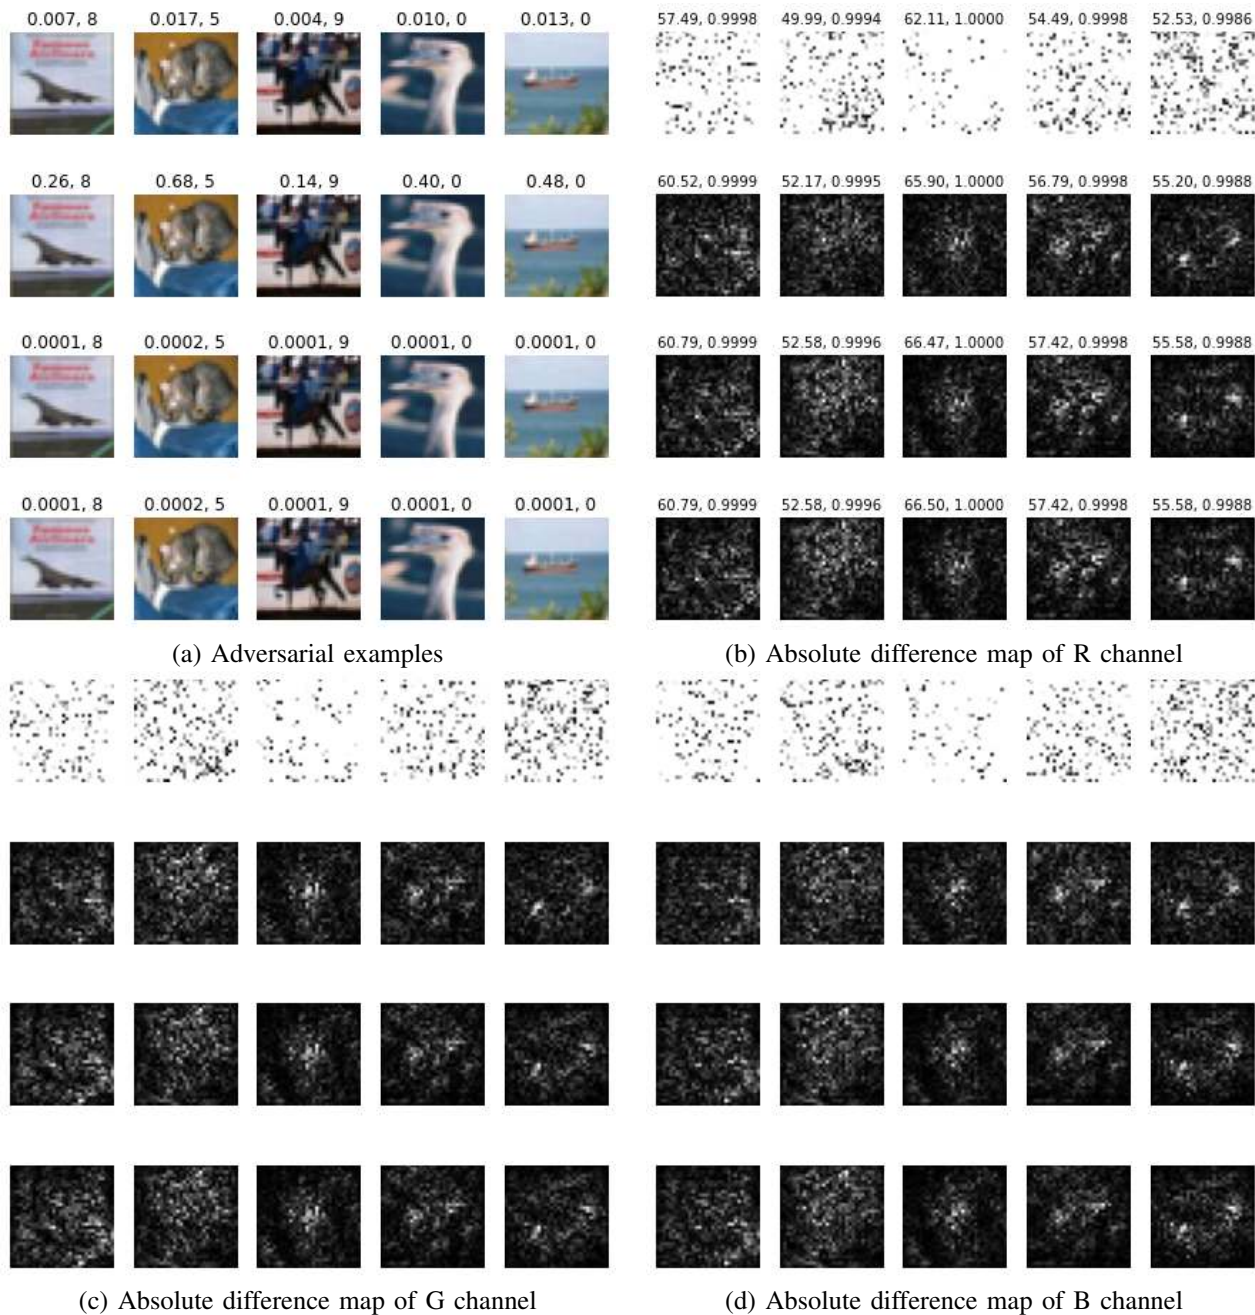 0.007, 8 0.017, 5 0.004, 9 0.010, 0 0.013, 0
57.49, 0.9998 49.99, 0.9994 62.11, 1.0000 54.49, 0.9998 52.53, 0.9986
Famous
Airliners
0.26, 8 0.68, 5 0.14, 9 0.40, 0 0.48, 0
60.52, 0.9999 52.17, 0.9995 65.90, 1.0000 56.79, 0.9998 55.20, 0.9988
Famous
Airliners
0.0001, 8 0.0002, 5 0.0001, 9 0.0001, 0 0.0001, 0
60.79, 0.9999 52.58, 0.9996 66.47, 1.0000 57.42, 0.9998 55.58, 0.9988
Famous
Airliners
0.0001, 8 0.0002, 5 0.0001, 9 0.0001, 0 0.0001, 0
60.79, 0.9999 52.58, 0.9996 66.50, 1.0000 57.42, 0.9998 55.58, 0.9988
Famous
Airliners
(a) Adversarial examples
(b) Absolute difference map of R channel
(c) Absolute difference map of G channel
(d) Absolute difference map of B channel